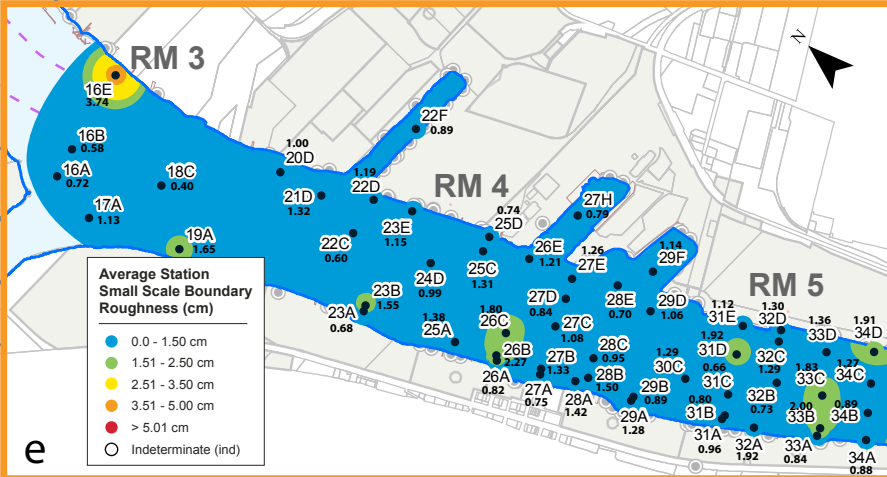 RM 3
16E
3.74
16B
0.58
16A
0.72
17A
1.13
18C
0.40
19A
1.65
1.00
20D
21D
1.32
1.19
22D
22F
0.89
22C
0.60
RM 4
23E
1.15
23B
1.55
23A
0.68
24D
0.99
0.74
25D
25C
1.31
1.38
25A
1.80
26C
26B
2.27
26A
0.82
26E
1.21
27H
0.79
1.26
27E
27D
0.84
27C
1.08
27B
1.33
27A
0.75
28E
0.70
28C
0.95
28B
1.50
28A
1.42
1.14
29F
29D
1.06
29B
0.89
29A
1.28
1.29
30C
RM 5
1.12
31E
1.92
31D
0.66
31C
0.80
31B
31A
0.96
1.30
32D
32C
1.29
32B
0.73
32A
1.92
1.36
33D
1.83
33C
2.00
33B
33A
0.84
1.91
34D
1.27
34C
0.89
34B
34A
0.88
N
Average Station
Small Scale Boundary
Roughness (cm)
0.0 - 1.50 cm
1.51 - 2.50 cm
2.51 - 3.50 cm
3.51 - 5.00 cm
> 5.01 cm
Indeterminate (ind)
e